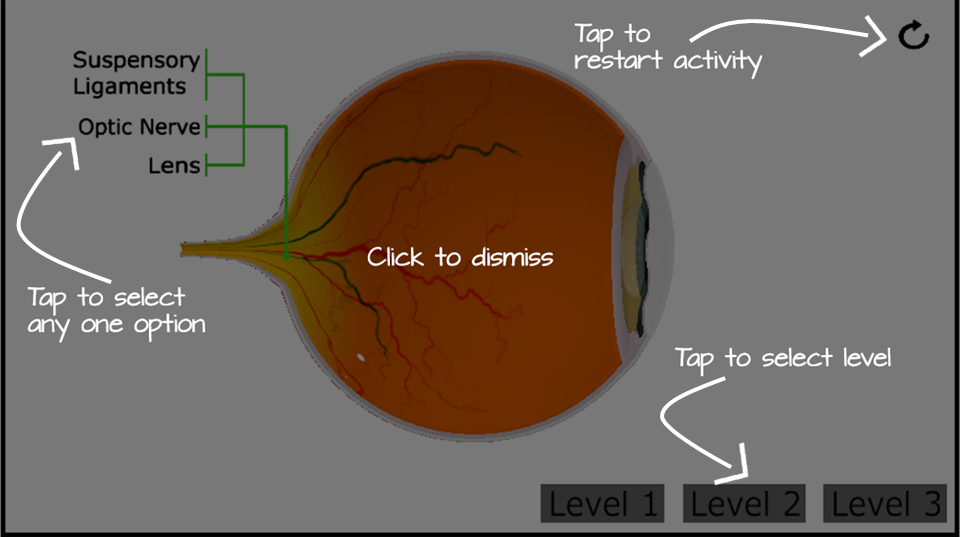 Tap to
restart activity
Suspensory
Ligaments
Optic Nerve
Lens
Click to dismiss
Tap to select
any one option
Tap to select level
Level 1
Level 2
Level 3